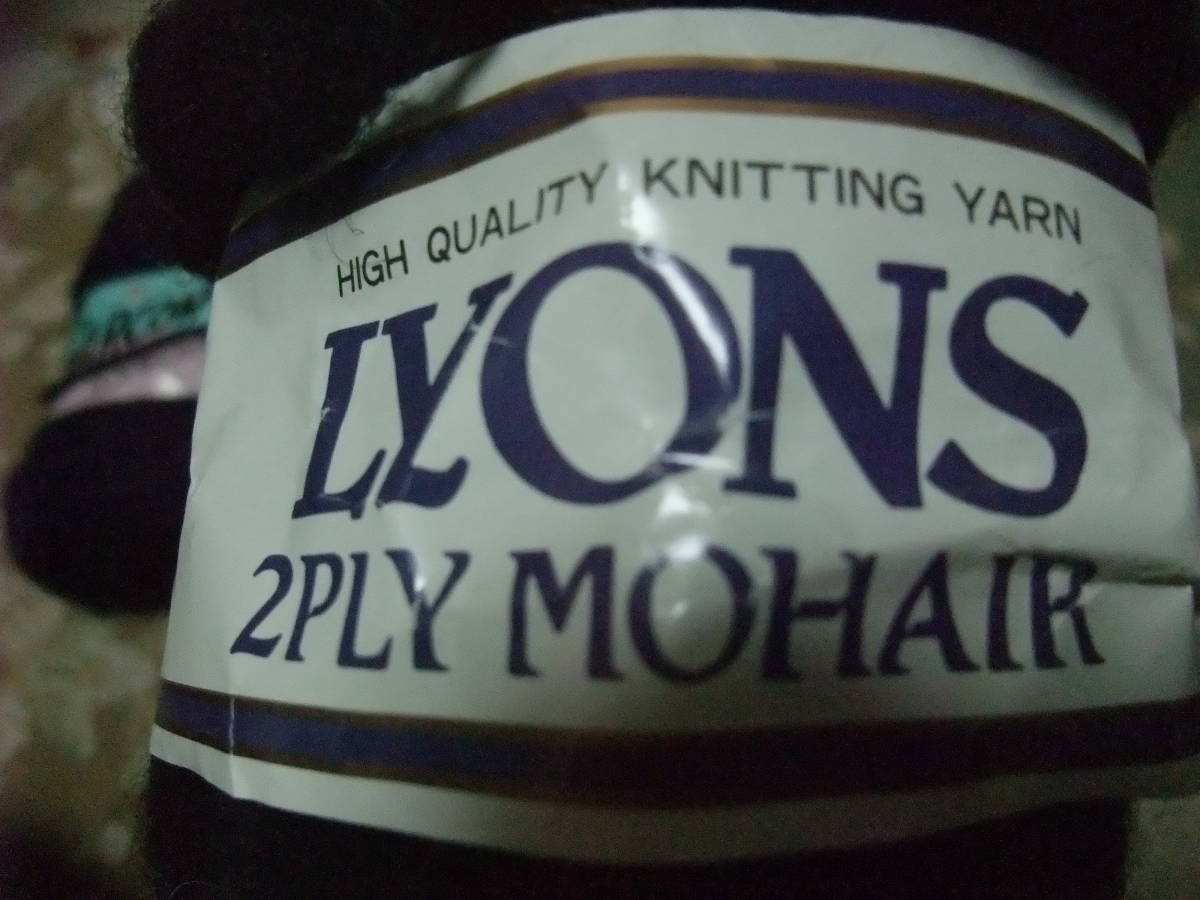 HIGH QUALITY KNITTING YARN
LYONS
2PLY MOHAIR